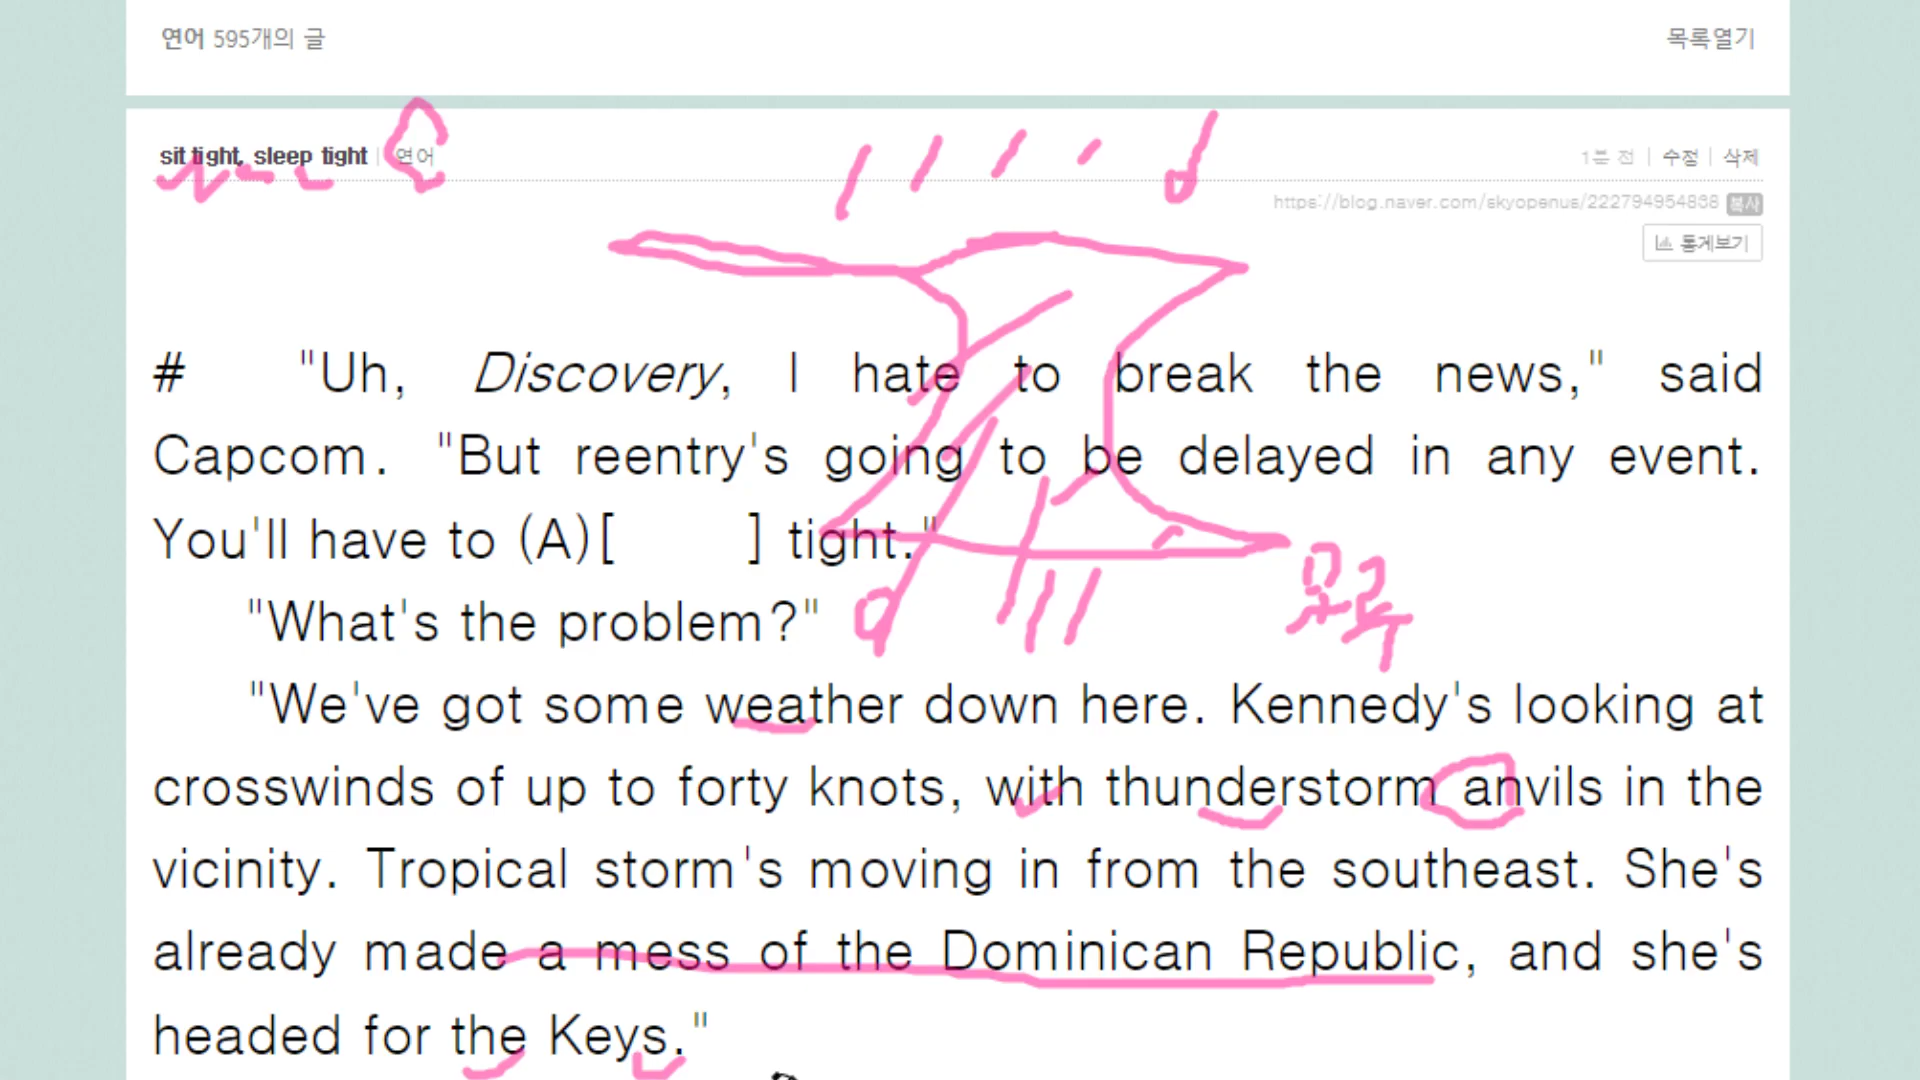 연어 595개의 글
목록열기
sit tight, sleep tight | 연어
1분 전 | 수정 | 삭제
https://blog.naver.com/skyopenus/222794954838 복사
통계보기
# "Uh, Discovery, I hate to break the news," said
Capcom. "But reentry's going to be delayed in any event.
You'll have to (A)[ ] tight."
"What's the problem?"
"We've got some weather down here. Kennedy's looking at
crosswinds of up to forty knots, with thunderstorm anvils in the
vicinity. Tropical storm's moving in from the southeast. She's
already made a mess of the Dominican Republic, and she's
headed for the Keys."